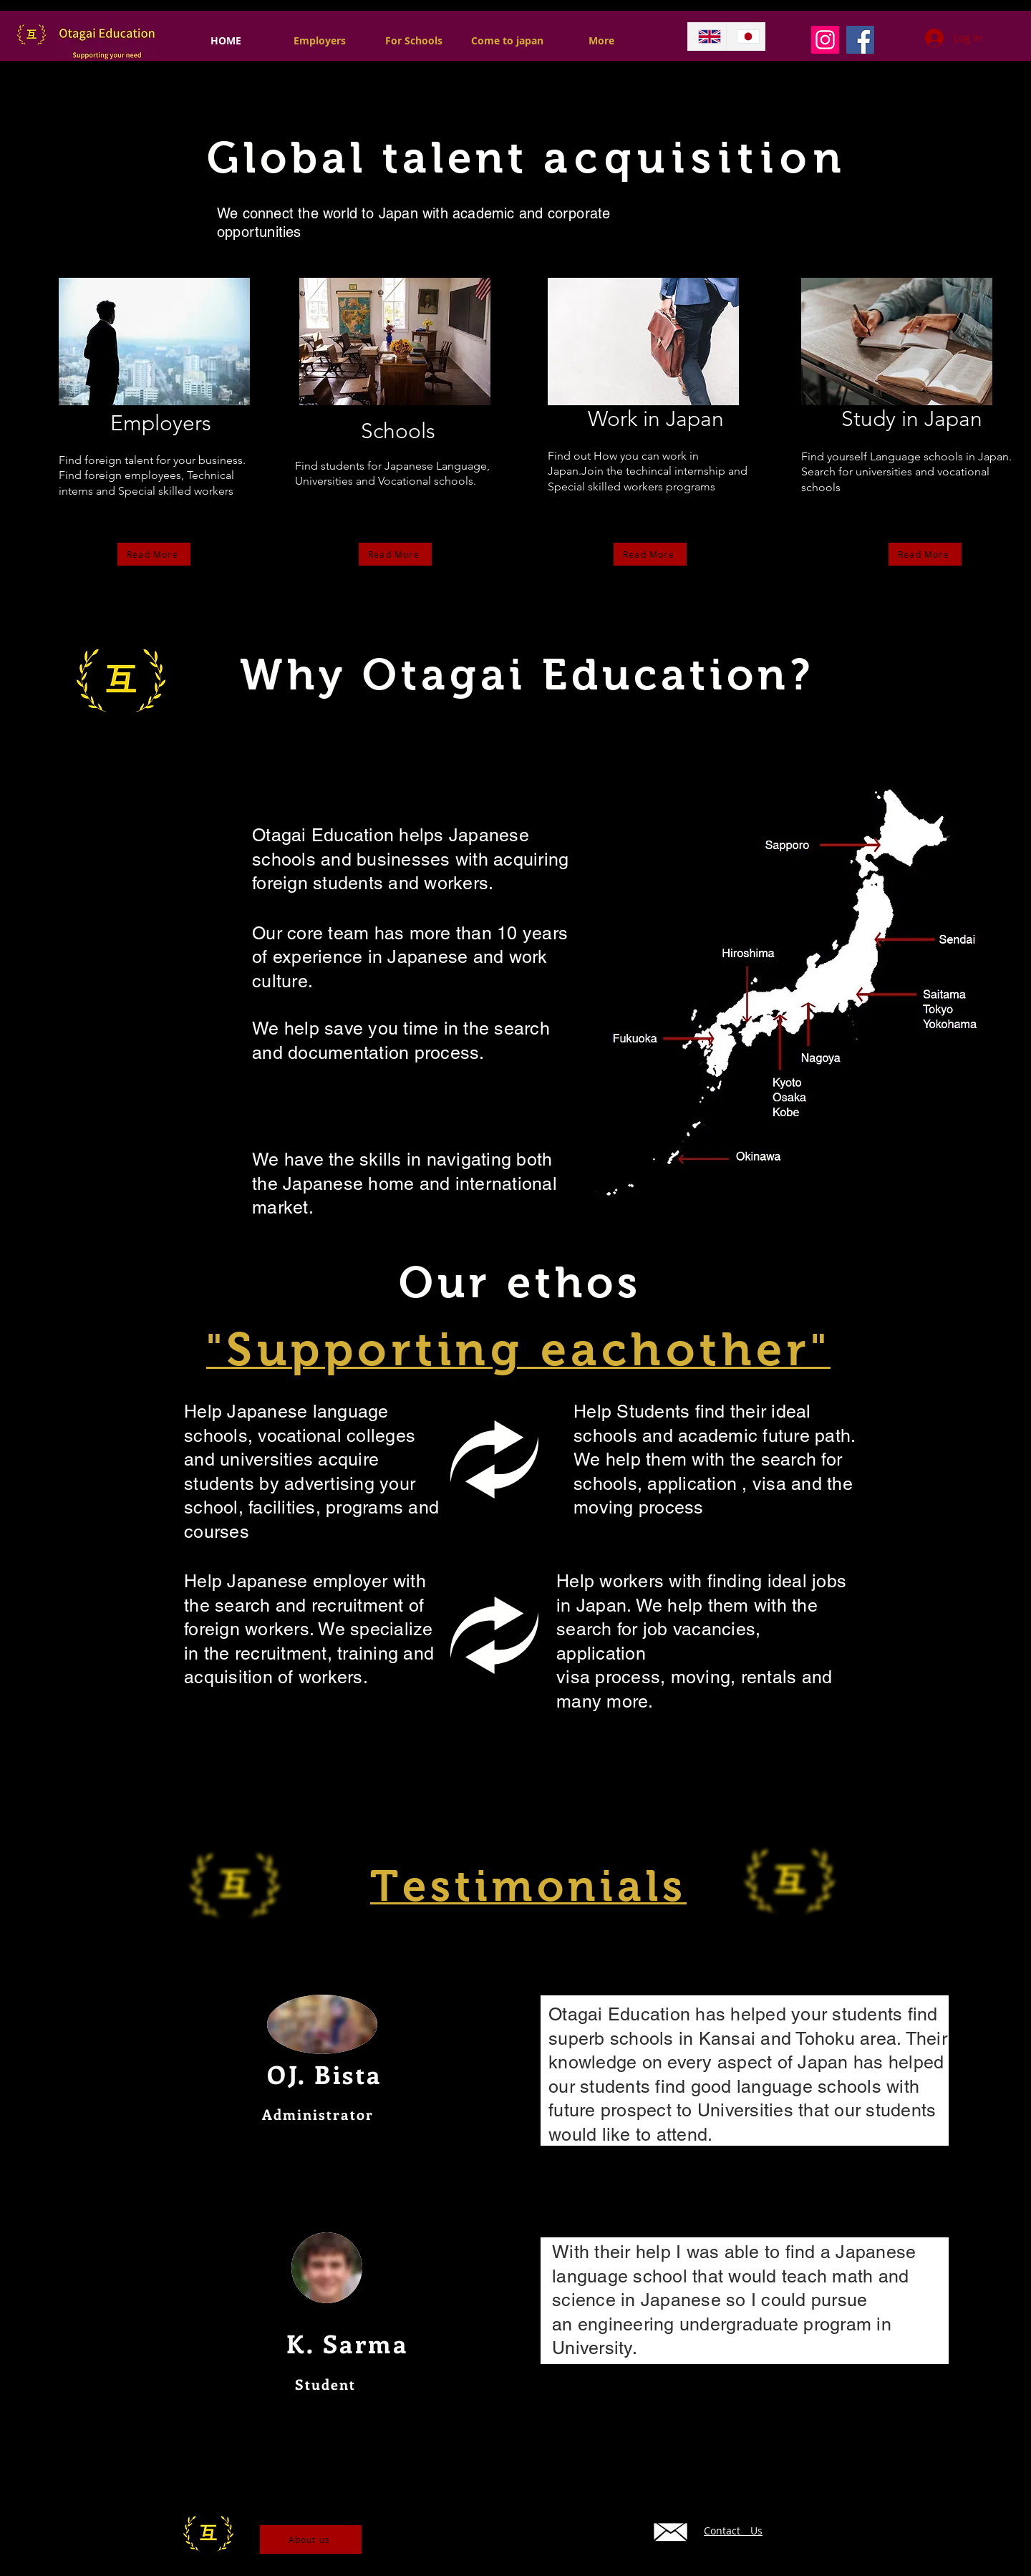 互
Otagai Education
Supporting your need
HOME
Employers
For Schools
Come to japan
More
Global talent acquisition
We connect the world to Japan with academic and corporate
opportunities
Employers
Find foreign talent for your business.
Find foreign employees, Technical
interns and Special skilled workers
Read More
Schools
Find students for Japanese Language,
Universities and Vocational schools.
Read More
Work in Japan
Find out How you can work in
Japan.Join the techincal internship and
Special skilled workers programs
Read More
Study in Japan
Find yourself Language schools in Japan.
Search for universities and vocational
schools
Read More
互
Why Otagai Education?
Otagai Education helps Japanese
schools and businesses with acquiring
foreign students and workers.
Our core team has more than 10 years
of experience in Japanese and work
culture.
We help save you time in the search
and documentation process.
We have the skills in navigating both
the Japanese home and international
market.
Sapporo
Sendai
Hiroshima
Saitama
Tokyo
Yokohama
Fukuoka
Nagoya
Kyoto
Osaka
Kobe
Okinawa
Our ethos
"Supporting eachother"
Help Japanese language
schools, vocational colleges
and universities acquire
students by advertising your
school, facilities, programs and
courses
Help Students find their ideal
schools and academic future path.
We help them with the search for
schools, application , visa and the
moving process
Help Japanese employer with
the search and recruitment of
foreign workers. We specialize
in the recruitment, training and
acquisition of workers.
Help workers with finding ideal jobs
in Japan. We help them with the
search for job vacancies,
application
visa process, moving, rentals and
many more.
互
Testimonials
互
OJ. Bista
Administrator
Otagai Education has helped your students find
superb schools in Kansai and Tohoku area. Their
knowledge on every aspect of Japan has helped
our students find good language schools with
future prospect to Universities that our students
would like to attend.
K. Sarma
Student
With their help I was able to find a Japanese
language school that would teach math and
science in Japanese so I could pursue
an engineering undergraduate program in
University.
互
About us
Contact Us